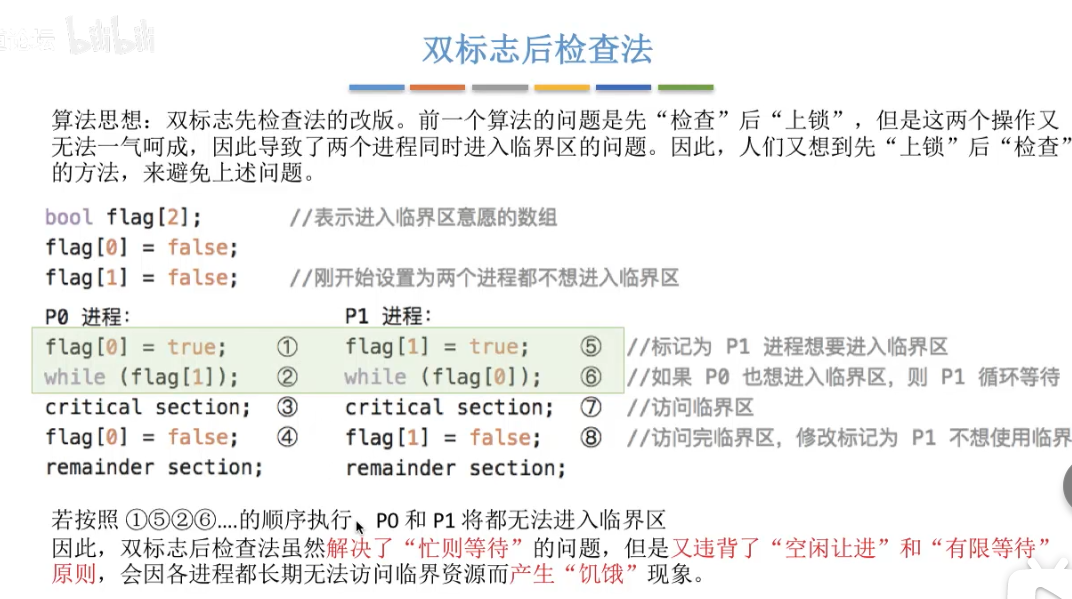 bilibili
双标志后检查法
算法思想：双标志先检查法的改版。前一个算法的问题是先“检查”后“上锁”，但是这两个操作又
无法一气呵成，因此导致了两个进程同时进入临界区的问题。因此，人们又想到先“上锁”后“检查”
的方法，来避免上述问题。
bool flag[2]; //表示进入临界区意愿的数组
flag[0] = false;
flag[1] = false; //刚开始设置为两个进程都不想进入临界区
P0 进程: P1 进程:
flag[0] = true; ① flag[1] = true; ⑤ //标记为 P1 进程想要进入临界区
while (flag[1]); ② while (flag[0]); ⑥ //如果 P0 也想进入临界区，则 P1 循环等待
critical section; ③ critical section; ⑦ //访问临界区
flag[0] = false; ④ flag[1] = false; ⑧ //访问完临界区，修改标记为 P1 不想使用临界
remainder section; remainder section;
若按照 ①⑤②⑥....的顺序执行，P0 和 P1 将都无法进入临界区
因此，双标志后检查法虽然解决了“忙则等待”的问题，但是又违背了“空闲让进”和“有限等待”
原则，会因各进程都长期无法访问临界资源而产生“饥饿”现象。